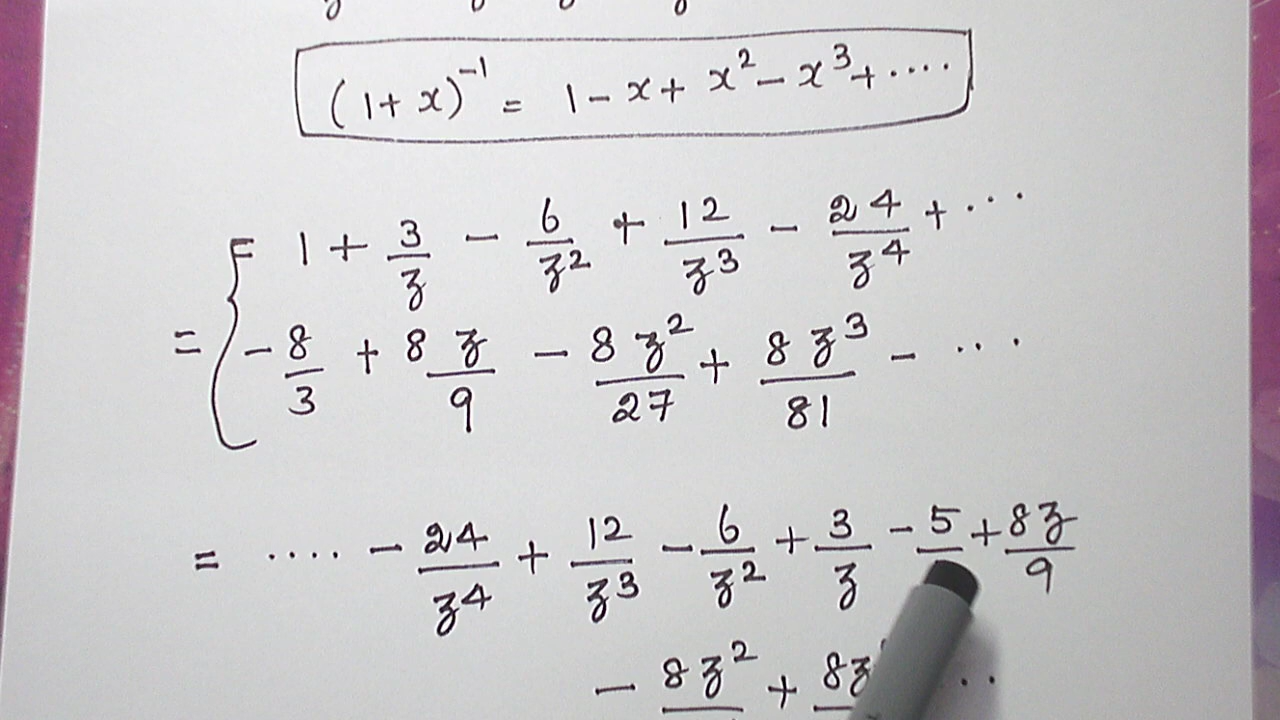 (1+x)^-1 = 1 - x + x^2 - x^3 + ....
1 + 3/z - 6/z^2 + 12/z^3 - 24/z^4 + ...
= { -8/3 + 8z/9 - 8z^2/27 + 8z^3/81 - ...
= .... - 24/z^4 + 12/z^3 - 6/z^2 + 3/z - 5/ + 8z/9
- 8z^2 + 8z ..